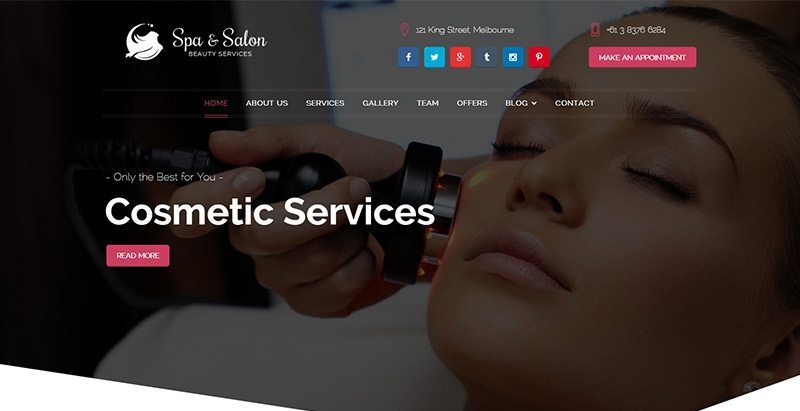 Spa & Salon
BEAUTY SERVICES
121 King Street, Melbourne
+61 3 8376 6284
MAKE AN APPOINTMENT
HOME ABOUT US SERVICES GALLERY TEAM OFFERS BLOG CONTACT
- Only the Best for You -
Cosmetic Services
READ MORE